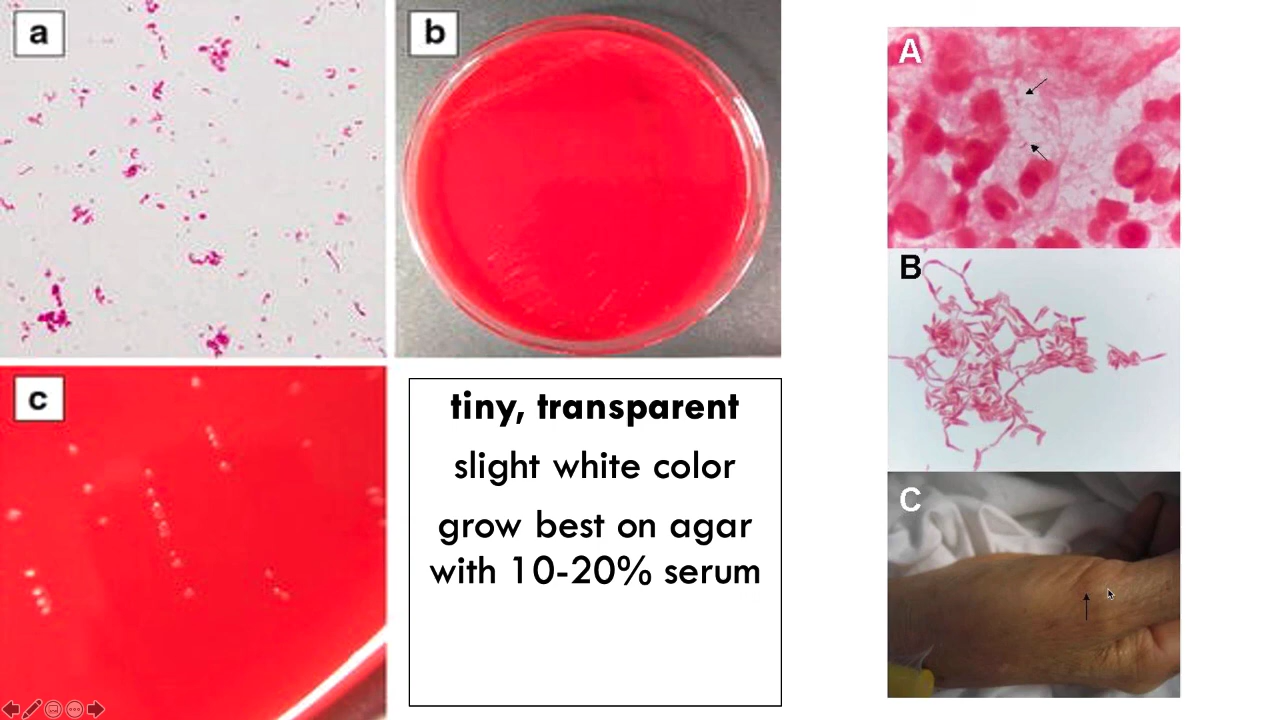 a
b
c
tiny, transparent
slight white color
grow best on agar
with 10-20% serum
A
B
C